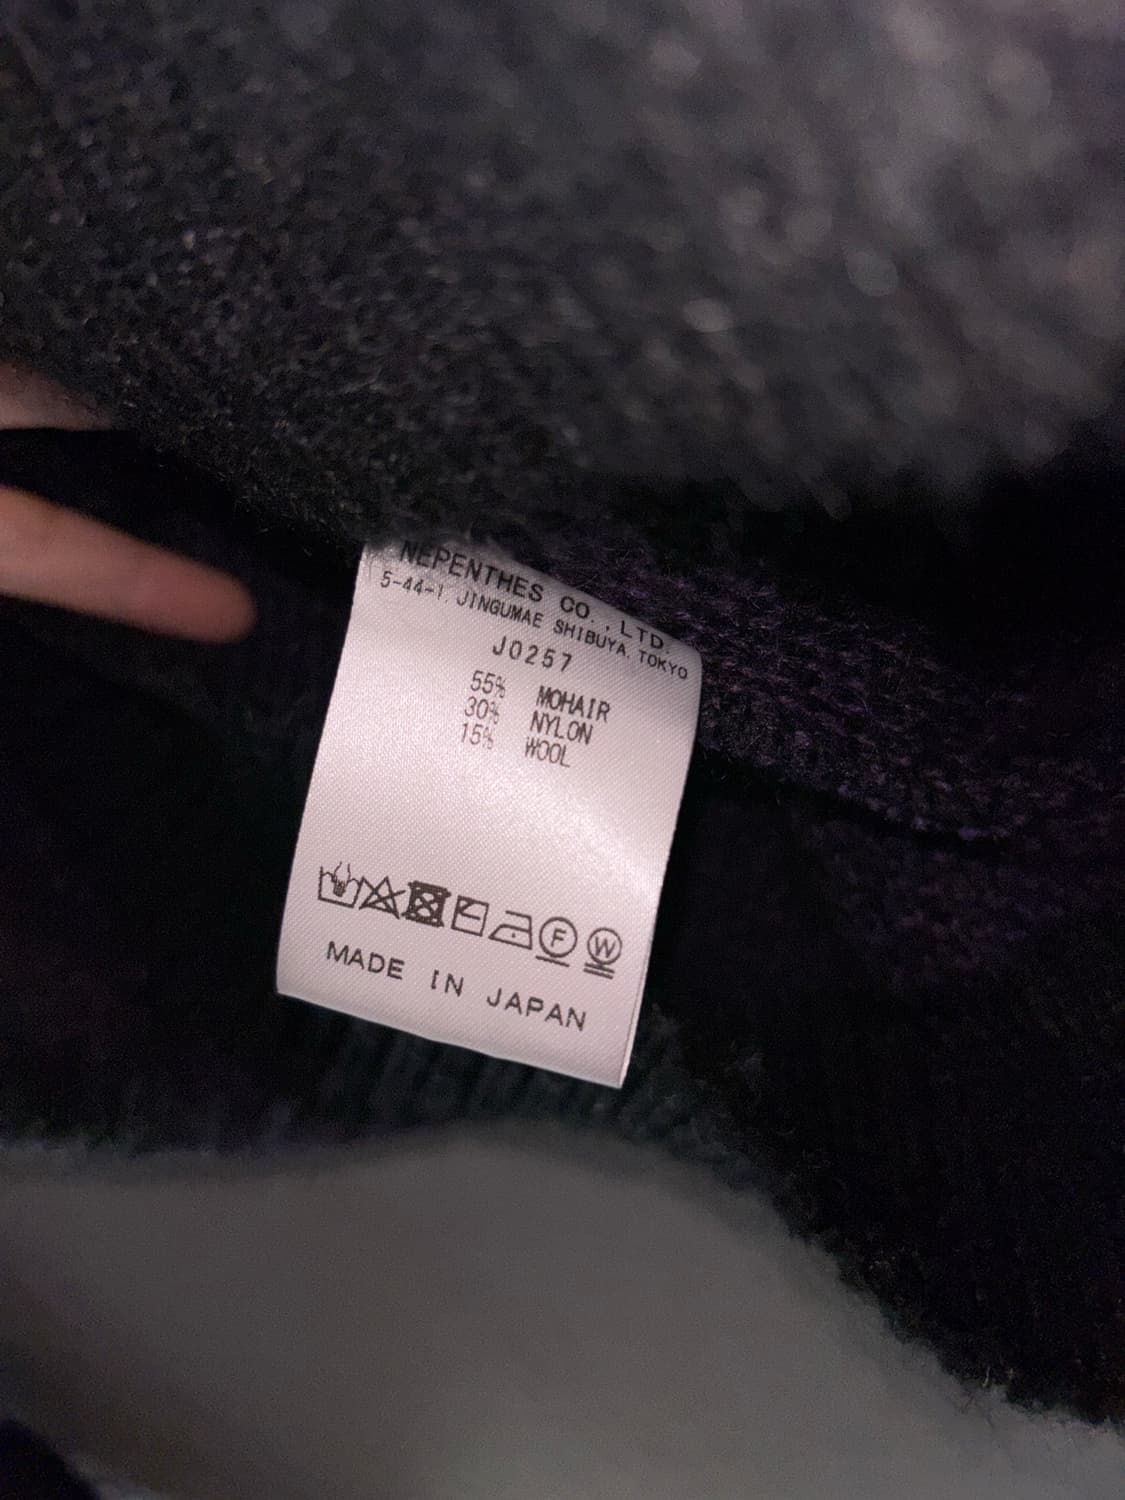 NEPENTHES CO.,LTD.
5-44-1, JINGUMAE SHIBUYA, TOKYO
J0257
55% MOHAIR
30% NYLON
15% WOOL
F W
MADE IN JAPAN